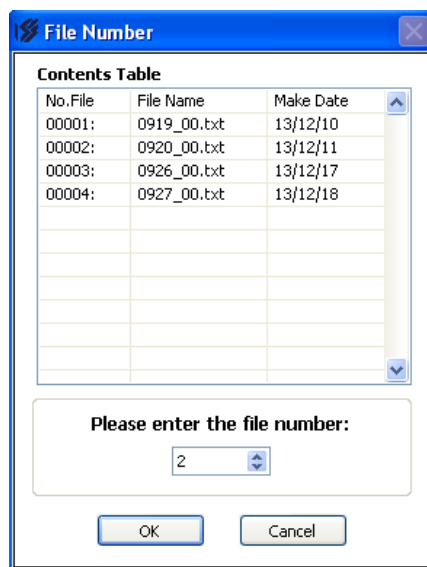 File Number
Contents Table
No.File File Name Make Date
00001: 0919_00.txt 13/12/10
00002: 0920_00.txt 13/12/11
00003: 0926_00.txt 13/12/17
00004: 0927_00.txt 13/12/18
Please enter the file number:
2
OK Cancel